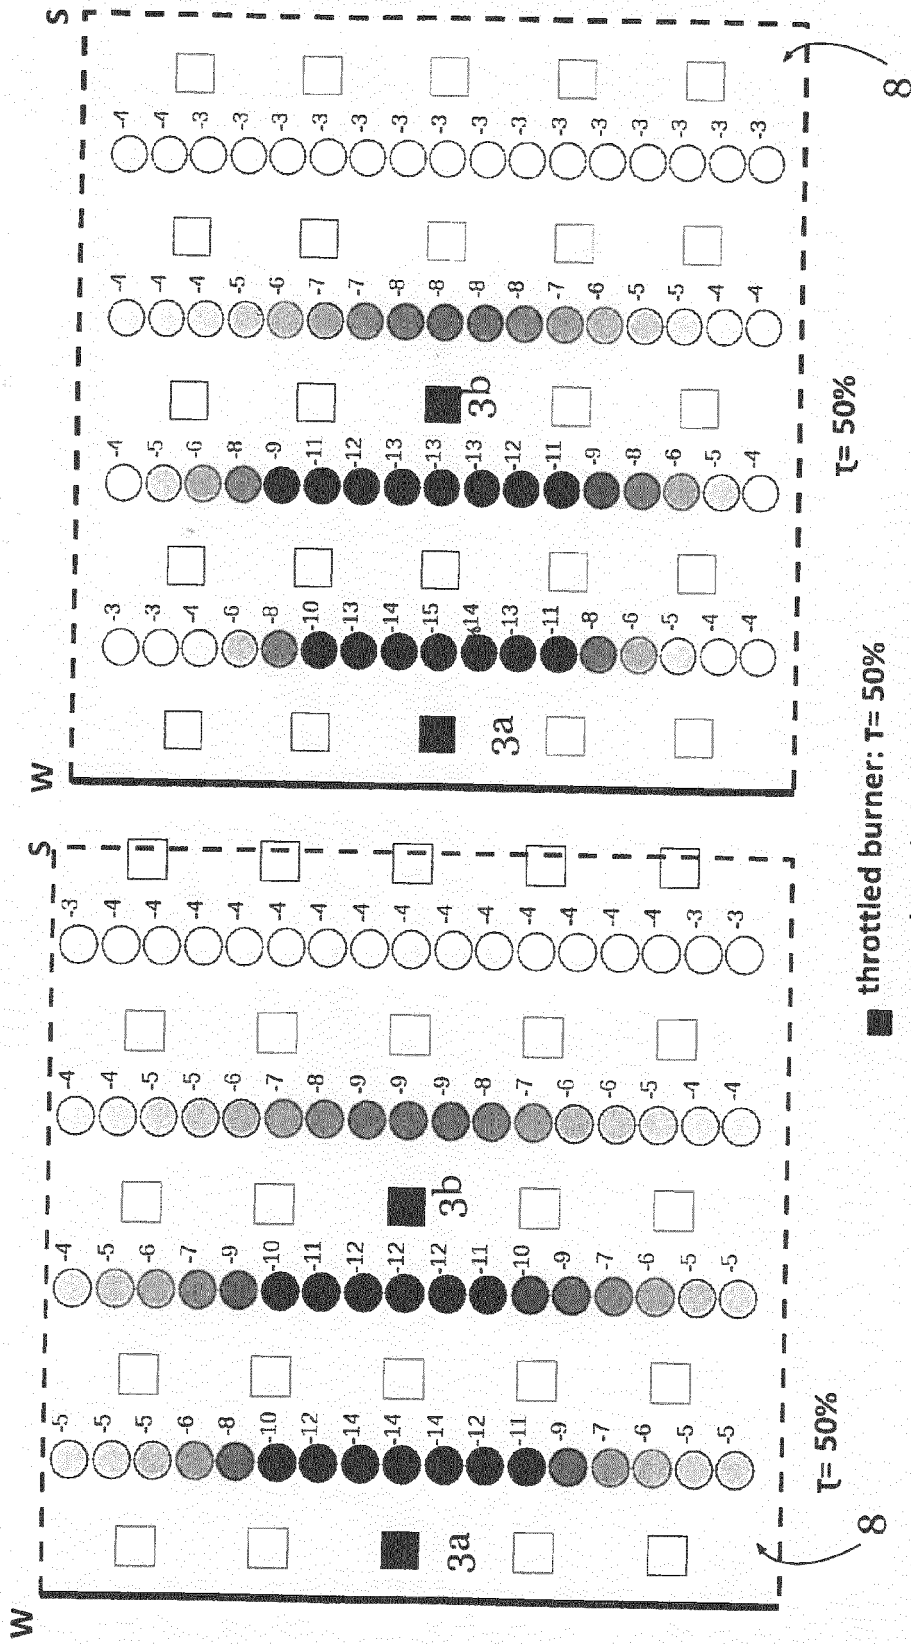 W S
-5 -4 -4 -3
-5 -5 -4 -4
-5 -6 -5 -4
-6 -7 -5 -4
-8 -9 -6 -4
-10 -10 -7 -4
-12 -11 -8 -4
-14 -12 -9 -4
-14 -12 -9 -4
3a 3b
-14 -12 -9 -4
-12 -11 -8 -4
-11 -10 -7 -4
-9 -9 -6 -4
-7 -7 -6 -4
-6 -6 -5 -4
-5 -5 -4 -3
-5 -5 -4 -3
8
τ= 50%
W S
-3 -4 -4 -4
-3 -5 -4 -4
-4 -6 -4 -3
-6 -8 -5 -3
-8 -9 -6 -3
-10 -11 -7 -3
-13 -12 -7 -3
-14 -13 -8 -3
-15 -13 -8 -3
3a 3b
-14 -13 -8 -3
-13 -12 -8 -3
-11 -11 -7 -3
-8 -9 -6 -3
-6 -8 -5 -3
-5 -6 -5 -3
-4 -5 -4 -3
-4 -4 -4 -3
τ= 50%
8
throttled burner: τ= 50%